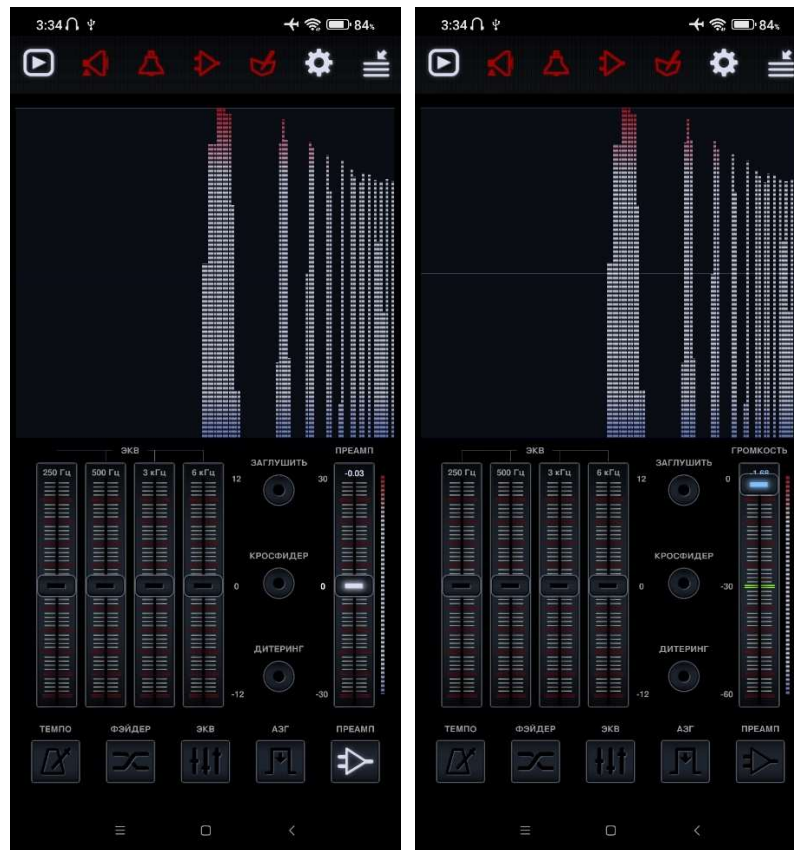 3:34 84%
ЭКВ
ПРЕАМП
250 Гц 500 Гц 3 кГц 6 кГц 12 ЗАГЛУШИТЬ 30 -0.03
КРОСФИДЕР
0 0
ДИТЕРИНГ
-12 -30
ТЕМПО ФЭЙДЕР ЭКВ АЗГ ПРЕАМП
3:34 84%
ЭКВ
ГРОМКОСТЬ
250 Гц 500 Гц 3 кГц 6 кГц 12 ЗАГЛУШИТЬ 0 -1.68
КРОСФИДЕР
0 -30
ДИТЕРИНГ
-12 -60
ТЕМПО ФЭЙДЕР ЭКВ АЗГ ПРЕАМП